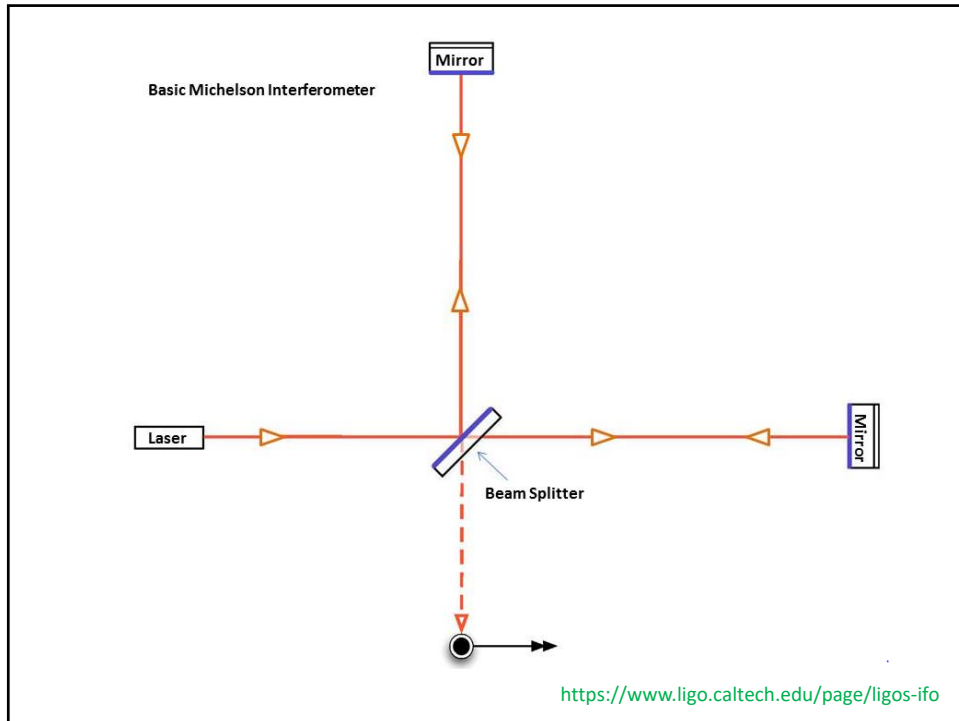 Mirror
Basic Michelson Interferometer
Laser
Mirror
Beam Splitter
https://www.ligo.caltech.edu/page/ligos-ifo